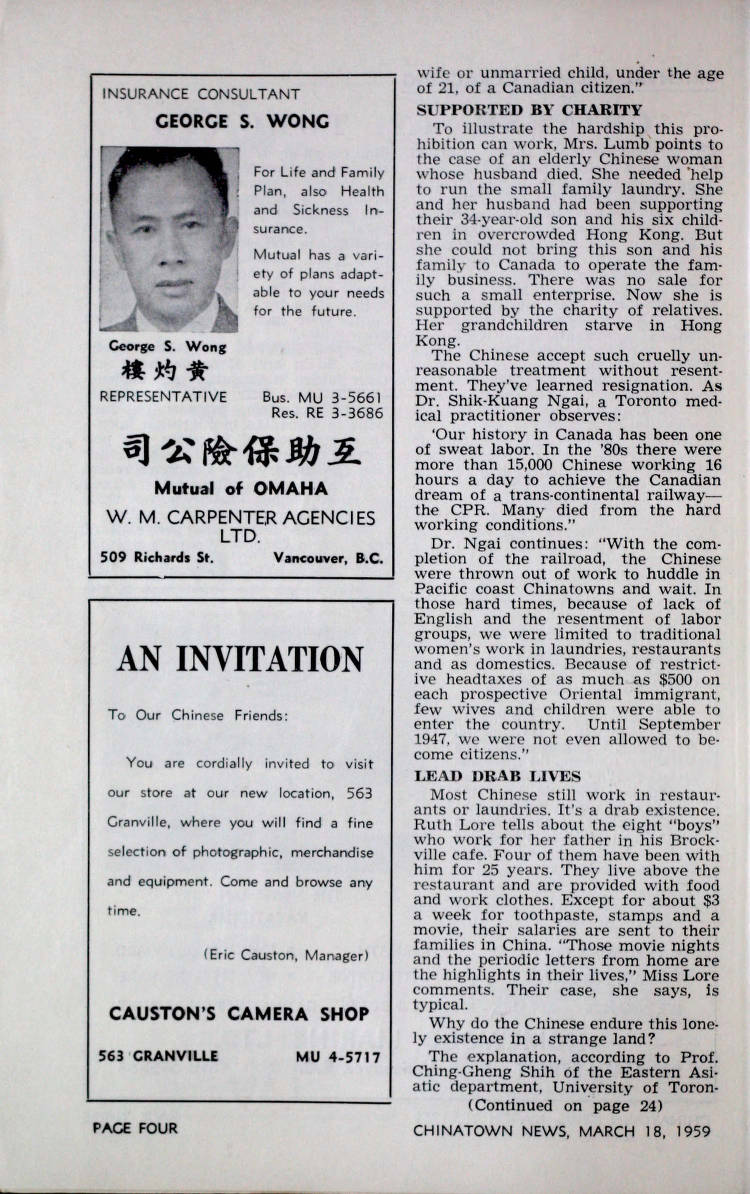 INSURANCE CONSULTANT
GEORGE S. WONG
For Life and Family
Plan, also Health
and Sickness In-
surance.
Mutual has a vari-
ety of plans adapt-
able to your needs
for the future.
George S. Wong
樓灼黃
REPRESENTATIVE
Bus. MU 3-5661
Res. RE 3-3686
司公險保助互
Mutual of OMAHA
W. M. CARPENTER AGENCIES
LTD.
509 Richards St. Vancouver, B.C.
AN INVITATION
To Our Chinese Friends:
You are cordially invited to visit
our store at our new location, 563
Granville, where you will find a fine
selection of photographic, merchandise
and equipment. Come and browse any
time.
(Eric Causton, Manager)
CAUSTON'S CAMERA SHOP
563 GRANVILLE MU 4-5717
wife or unmarried child, under the age
of 21, of a Canadian citizen."
SUPPORTED BY CHARITY
To illustrate the hardship this pro-
hibition can work, Mrs. Lumb points to
the case of an elderly Chinese woman
whose husband died. She needed help
to run the small family laundry. She
and her husband had been supporting
their 34-year-old son and his six child-
ren in overcrowded Hong Kong. But
she could not bring this son and his
family to Canada to operate the fam-
ily business. There was no sale for
such a small enterprise. Now she is
supported by the charity of relatives.
Her grandchildren starve in Hong
Kong.
The Chinese accept such cruelly un-
reasonable treatment without resent-
ment. They've learned resignation. As
Dr. Shik-Kuang Ngai, a Toronto med-
ical practitioner observes:
'Our history in Canada has been one
of sweat labor. In the '80s there were
more than 15,000 Chinese working 16
hours a day to achieve the Canadian
dream of a trans-continental railway—
the CPR. Many died from the hard
working conditions."
Dr. Ngai continues: "With the com-
pletion of the railroad, the Chinese
were thrown out of work to huddle in
Pacific coast Chinatowns and wait. In
those hard times, because of lack of
English and the resentment of labor
groups, we were limited to traditional
women's work in laundries, restaurants
and as domestics. Because of restrict-
ive headtaxes of as much as $500 on
each prospective Oriental immigrant,
few wives and children were able to
enter the country. Until September
1947, we were not even allowed to be-
come citizens."
LEAD DRAB LIVES
Most Chinese still work in restaur-
ants or laundries. It's a drab existence.
Ruth Lore tells about the eight "boys"
who work for her father in his Brock-
ville cafe. Four of them have been with
him for 25 years. They live above the
restaurant and are provided with food
and work clothes. Except for about $3
a week for toothpaste, stamps and a
movie, their salaries are sent to their
families in China. "Those movie nights
and the periodic letters from home are
the highlights in their lives," Miss Lore
comments. Their case, she says, is
typical.
Why do the Chinese endure this lone-
ly existence in a strange land?
The explanation, according to Prof.
Ching-Gheng Shih of the Eastern Asi-
atic department, University of Toron-
(Continued on page 24)
PAGE FOUR
CHINATOWN NEWS, MARCH 18, 1959